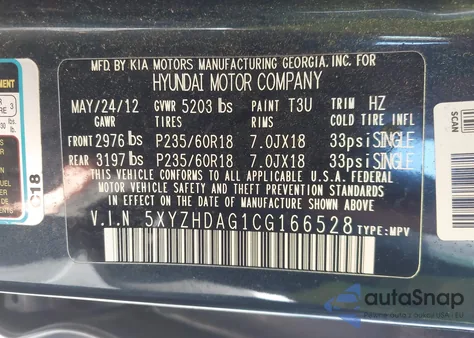 MFD. BY KIA MOTORS MANUFACTURING GEORGIA, INC. FOR
HYUNDAI MOTOR COMPANY
MAY/24/12 GVWR 5203 lbs PAINT T3U TRIM HZ
GAWR TIRES RIMS COLD TIRE INFL
FRONT 2976 lbs P235/60R18 7.0JX18 33psi SINGLE
REAR 3197 lbs P235/60R18 7.0JX18 33psi SINGLE
THIS VEHICLE CONFORMS TO ALL APPLICABLE U.S.A. FEDERAL
MOTOR VEHICLE SAFETY AND THEFT PREVENTION STANDARDS
IN EFFECT ON THE DATE OF MANUFACTURE SHOWN ABOVE.
V.I.N 5XYZHDAG1CG166528 TYPE:MPV
SCAN
autoSnap